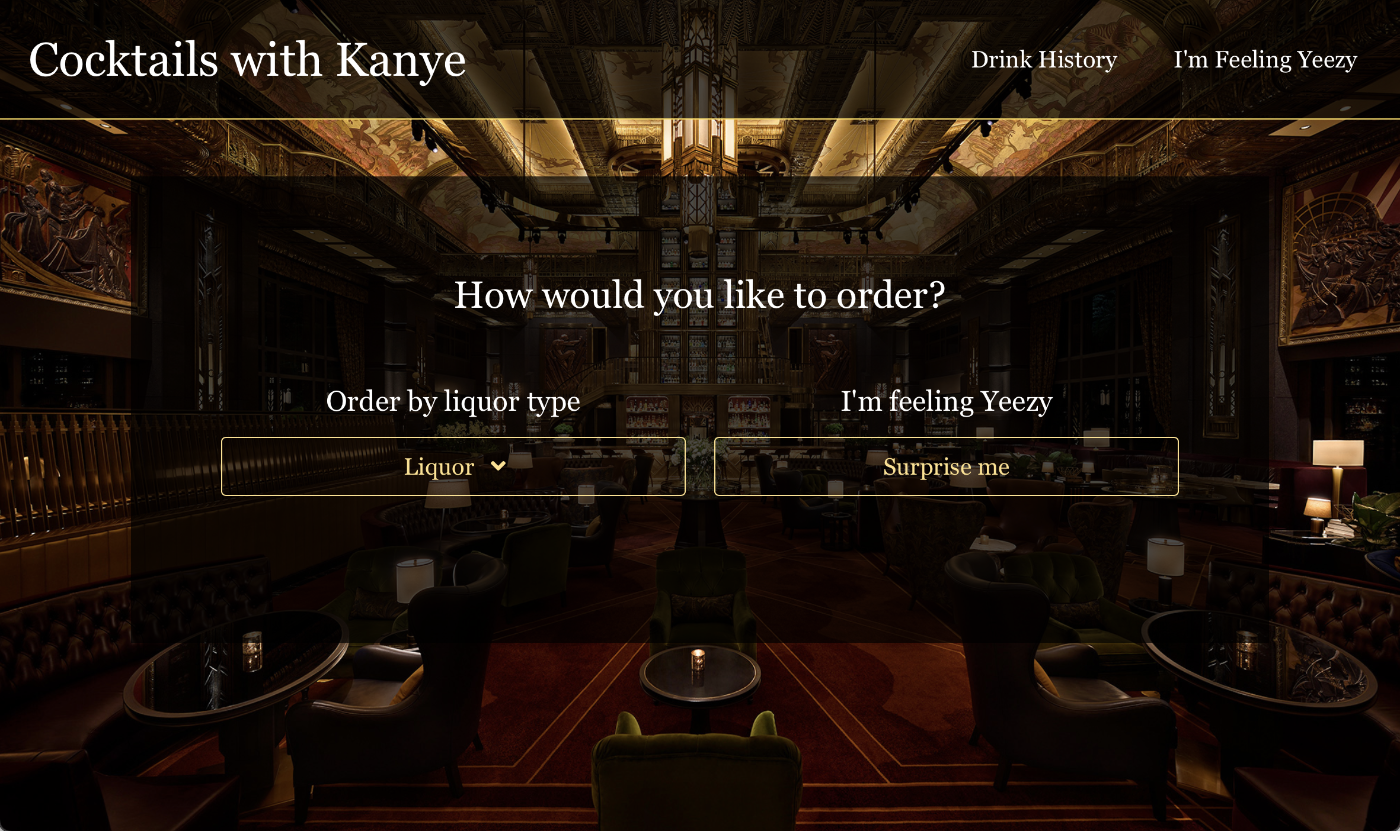 Cocktails with Kanye
Drink History
I'm Feeling Yeezy
How would you like to order?
Order by liquor type
I'm feeling Yeezy
Liquor
Surprise me